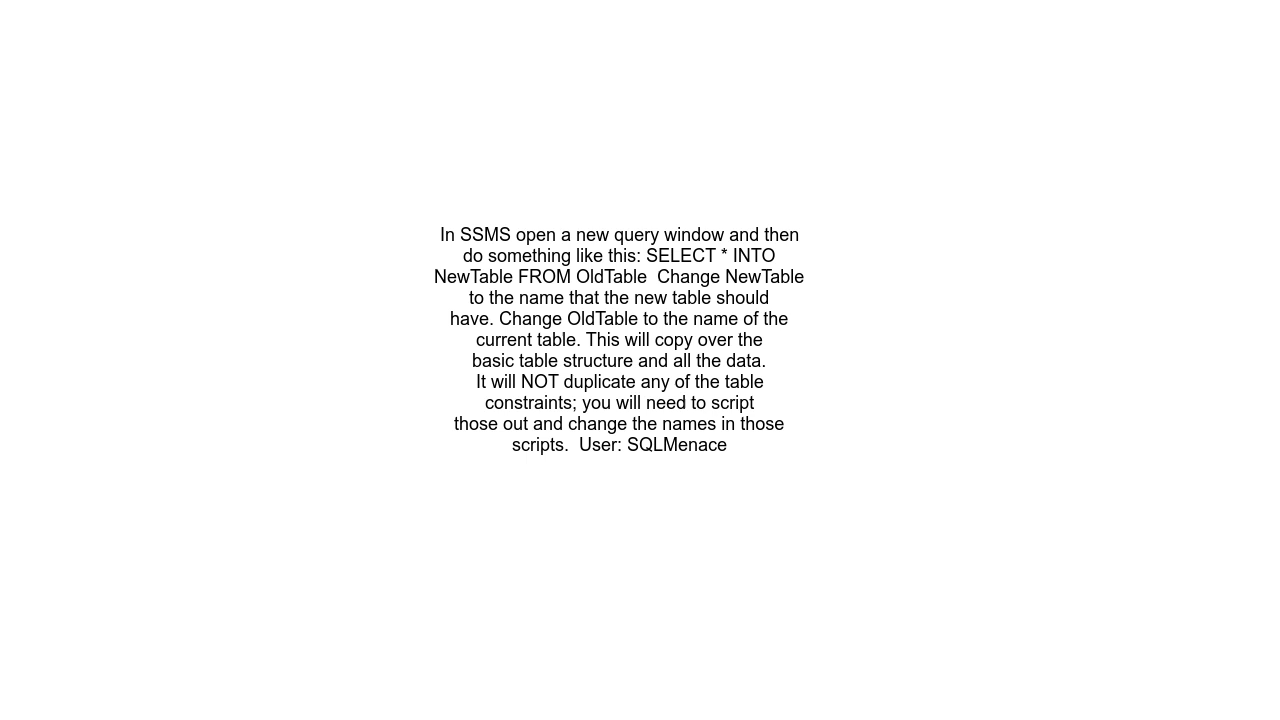 In SSMS open a new query window and then
do something like this: SELECT * INTO
NewTable FROM OldTable  Change NewTable
to the name that the new table should
have. Change OldTable to the name of the
current table. This will copy over the
basic table structure and all the data.
It will NOT duplicate any of the table
constraints; you will need to script
those out and change the names in those
scripts.  User: SQLMenace